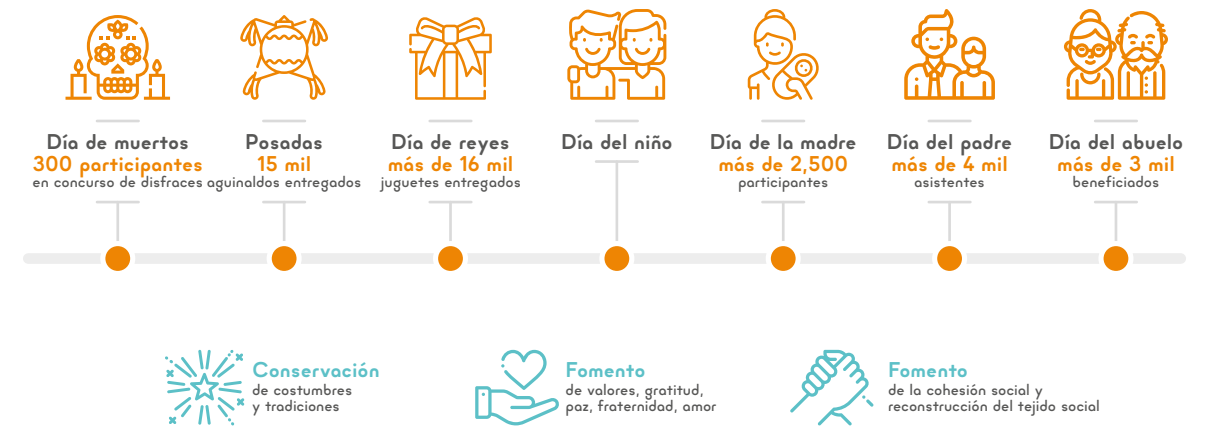 Día de muertos
300 participantes
en concurso de disfraces
Posadas
15 mil
aguinaldos entregados
Día de reyes
más de 16 mil
juguetes entregados
Día del niño
Día de la madre
más de 2,500
participantes
Día del padre
más de 4 mil
asistentes
Día del abuelo
más de 3 mil
beneficiados
Conservación
de costumbres
y tradiciones
Fomento
de valores, gratitud,
paz, fraternidad, amor
Fomento
de la cohesión social y
reconstrucción del tejido social